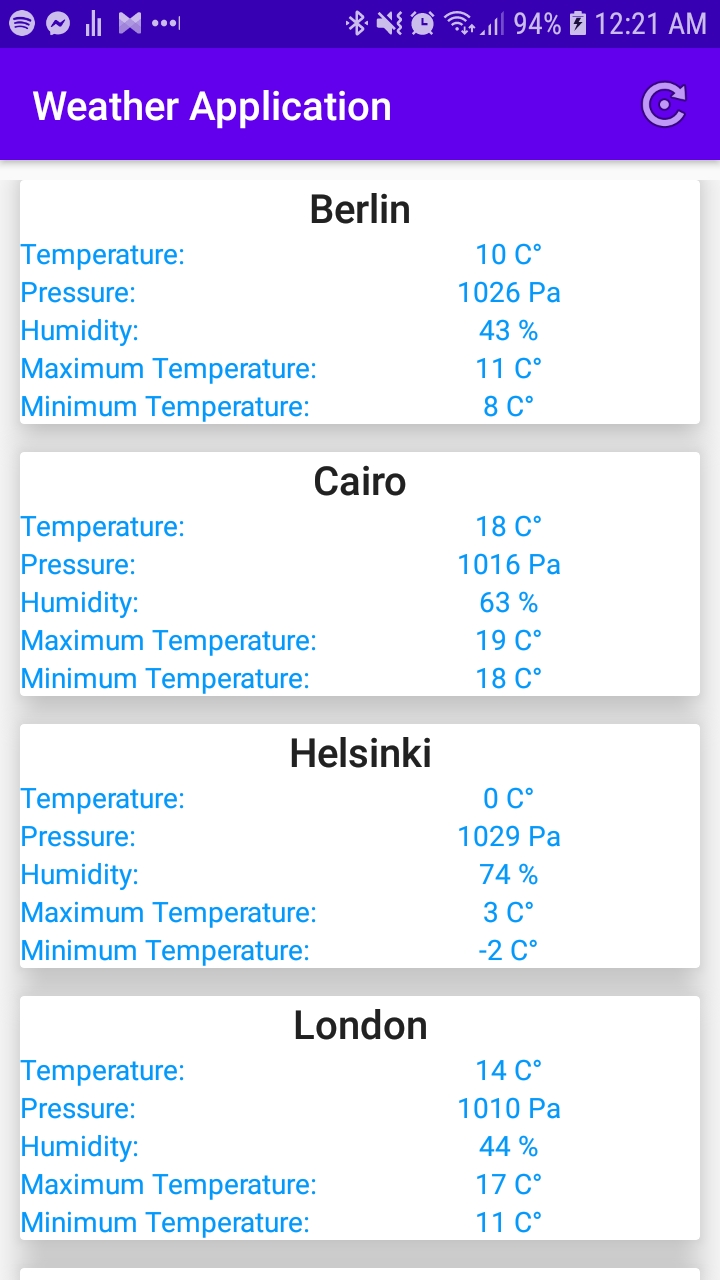 94% 12:21 AM
Weather Application
Berlin
Temperature: 10 C°
Pressure: 1026 Pa
Humidity: 43 %
Maximum Temperature: 11 C°
Minimum Temperature: 8 C°
Cairo
Temperature: 18 C°
Pressure: 1016 Pa
Humidity: 63 %
Maximum Temperature: 19 C°
Minimum Temperature: 18 C°
Helsinki
Temperature: 0 C°
Pressure: 1029 Pa
Humidity: 74 %
Maximum Temperature: 3 C°
Minimum Temperature: -2 C°
London
Temperature: 14 C°
Pressure: 1010 Pa
Humidity: 44 %
Maximum Temperature: 17 C°
Minimum Temperature: 11 C°